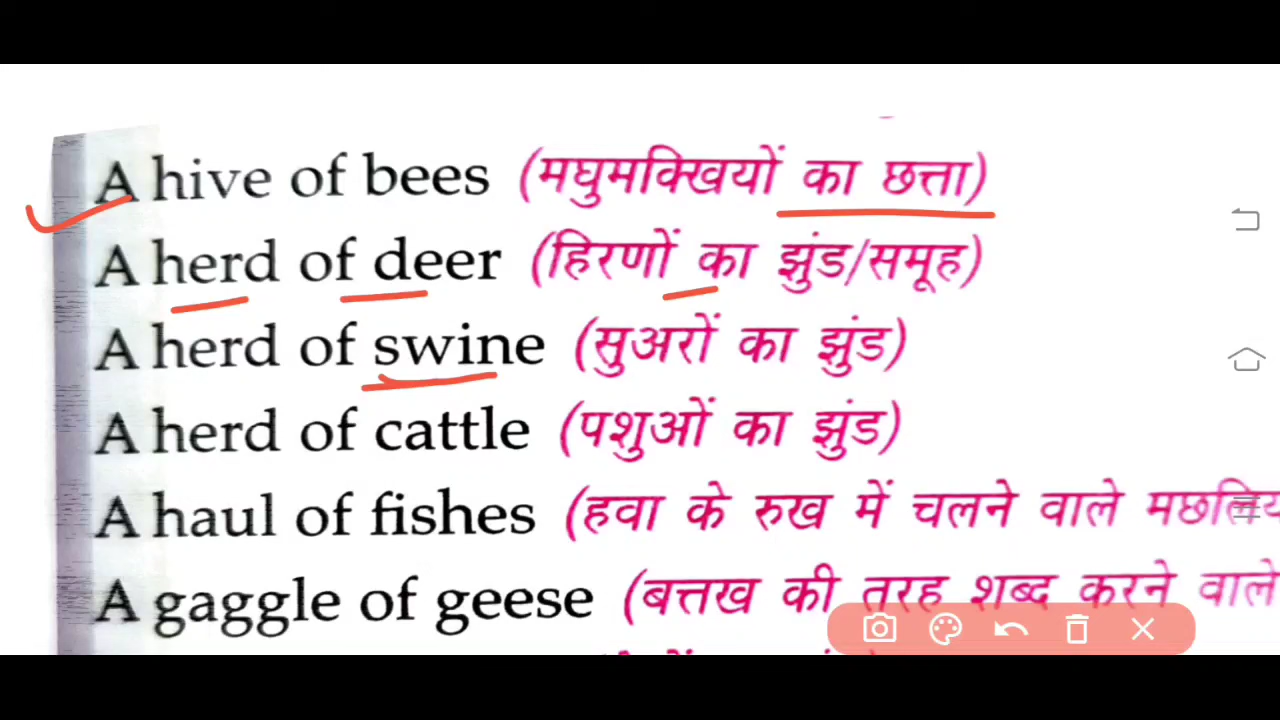 A hive of bees (मधुमक्खियों का छत्ता)
A herd of deer (हिरणों का झुंड/समूह)
A herd of swine (सुअरों का झुंड)
A herd of cattle (पशुओं का झुंड)
A haul of fishes (हवा के रुख में चलने वाले
A gaggle of geese (बत्तख की तरह शब्द करने वाले